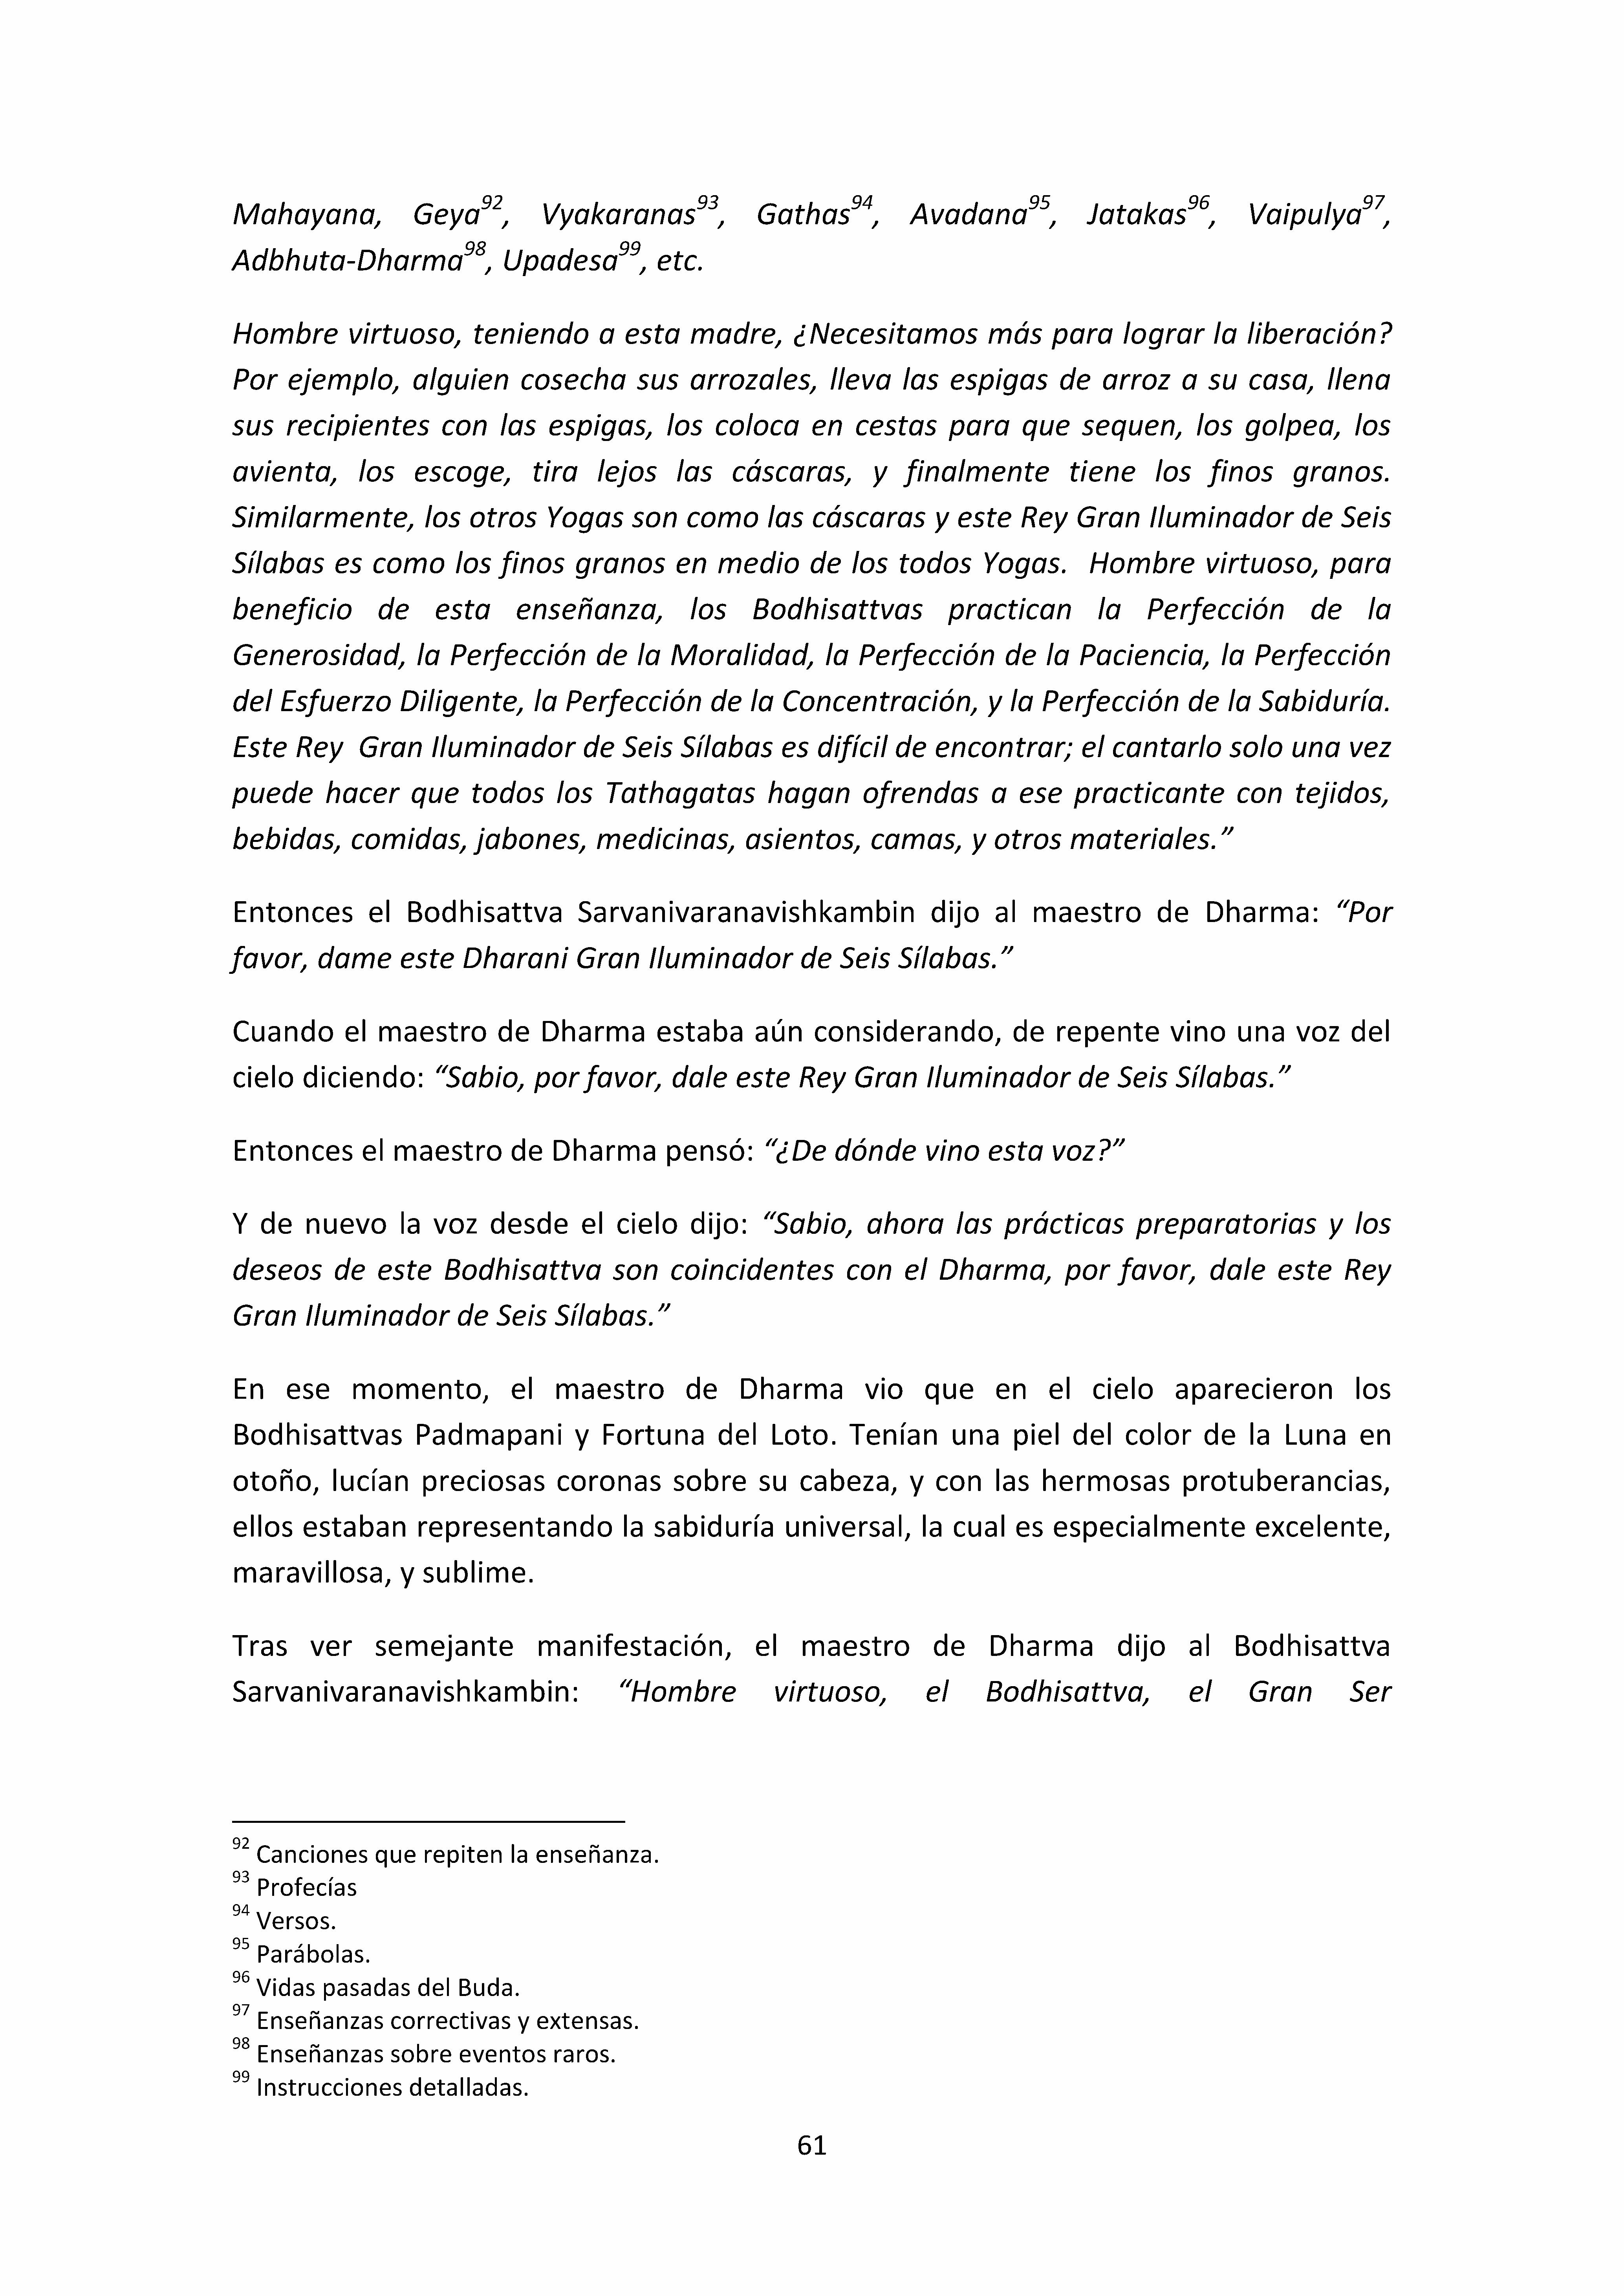 Mahayana, Geya92, Vyakaranas93, Gathas94, Avadana95, Jatakas96, Vaipulya97,
Adbhuta-Dharma98, Upadesa99, etc.
Hombre virtuoso, teniendo a esta madre, ¿Necesitamos más para lograr la liberación?
Por ejemplo, alguien cosecha sus arrozales, lleva las espigas de arroz a su casa, llena
sus recipientes con las espigas, los coloca en cestas para que sequen, los golpea, los
avienta, los escoge, tira lejos las cáscaras, y finalmente tiene los finos granos.
Similarmente, los otros Yogas son como las cáscaras y este Rey Gran Iluminador de Seis
Sílabas es como los finos granos en medio de los todos Yogas. Hombre virtuoso, para
beneficio de esta enseñanza, los Bodhisattvas practican la Perfección de la
Generosidad, la Perfección de la Moralidad, la Perfección de la Paciencia, la Perfección
del Esfuerzo Diligente, la Perfección de la Concentración, y la Perfección de la Sabiduría.
Este Rey Gran Iluminador de Seis Sílabas es difícil de encontrar; el cantarlo solo una vez
puede hacer que todos los Tathagatas hagan ofrendas a ese practicante con tejidos,
bebidas, comidas, jabones, medicinas, asientos, camas, y otros materiales.”
Entonces el Bodhisattva Sarvanivaranavishkambin dijo al maestro de Dharma: “Por
favor, dame este Dharani Gran Iluminador de Seis Sílabas.”
Cuando el maestro de Dharma estaba aún considerando, de repente vino una voz del
cielo diciendo: “Sabio, por favor, dale este Rey Gran Iluminador de Seis Sílabas.”
Entonces el maestro de Dharma pensó: “¿De dónde vino esta voz?”
Y de nuevo la voz desde el cielo dijo: “Sabio, ahora las prácticas preparatorias y los
deseos de este Bodhisattva son coincidentes con el Dharma, por favor, dale este Rey
Gran Iluminador de Seis Sílabas.”
En ese momento, el maestro de Dharma vio que en el cielo aparecieron los
Bodhisattvas Padmapani y Fortuna del Loto. Tenían una piel del color de la Luna en
otoño, lucían preciosas coronas sobre su cabeza, y con las hermosas protuberancias,
ellos estaban representando la sabiduría universal, la cual es especialmente excelente,
maravillosa, y sublime.
Tras ver semejante manifestación, el maestro de Dharma dijo al Bodhisattva
Sarvanivaranavishkambin: “Hombre virtuoso, el Bodhisattva, el Gran Ser
92 Canciones que repiten la enseñanza.
93 Profecías
94 Versos.
95 Parábolas.
96 Vidas pasadas del Buda.
97 Enseñanzas correctivas y extensas.
98 Enseñanzas sobre eventos raros.
99 Instrucciones detalladas.
61